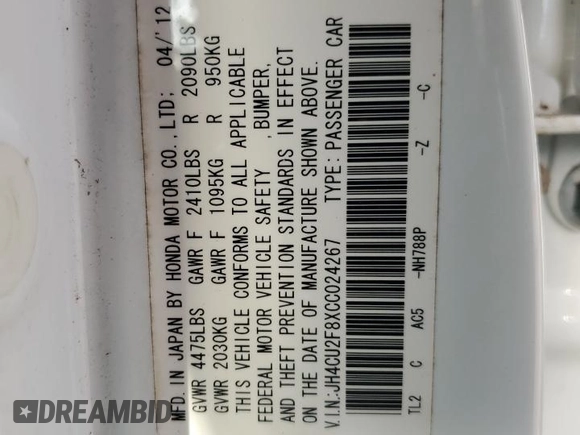 MFD. IN JAPAN BY HONDA MOTOR CO., LTD; 04/'12
GVWR 4475LBS GAWR F 2410LBS R 2090LBS
GVWR 2030KG GAWR F 1095KG R 950KG
THIS VEHICLE CONFORMS TO ALL APPLICABLE
FEDERAL MOTOR VEHICLE SAFETY ,BUMPER,
AND THEFT PREVENTION STANDARDS IN EFFECT
ON THE DATE OF MANUFACTURE SHOWN ABOVE.
V.I.N.:JH4CU2F8XCC024267 TYPE: PASSENGER CAR
TL2 C AC5 -NH788P -Z -C
DREAMBID